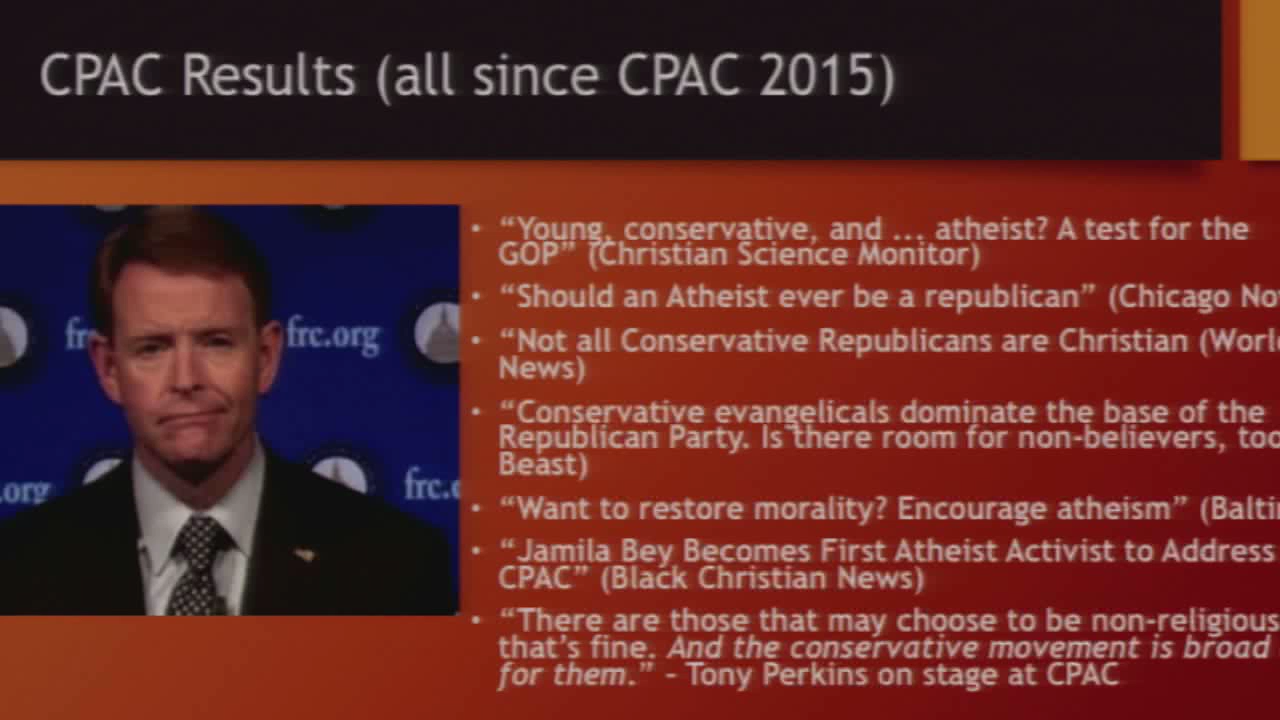 CPAC Results (all since CPAC 2015)
fr
frc.org
.org
frc.
• “Young, conservative, and ... atheist? A test for the
GOP” (Christian Science Monitor)
• “Should an Atheist ever be a republican” (Chicago No
• “Not all Conservative Republicans are Christian (Worl
News)
• “Conservative evangelicals dominate the base of the
Republican Party. Is there room for non-believers, too
Beast)
• “Want to restore morality? Encourage atheism” (Balti
• “Jamila Bey Becomes First Atheist Activist to Address
CPAC” (Black Christian News)
• “There are those that may choose to be non-religious
that’s fine. And the conservative movement is broad
for them.” – Tony Perkins on stage at CPAC